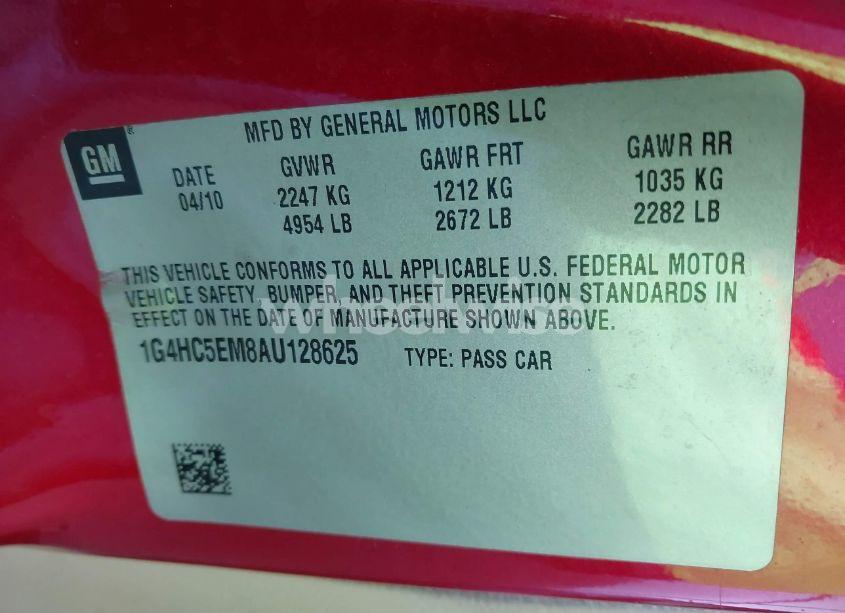 GM
MFD BY GENERAL MOTORS LLC
DATE GVWR GAWR FRT GAWR RR
04/10 2247 KG 1212 KG 1035 KG
4954 LB 2672 LB 2282 LB
THIS VEHICLE CONFORMS TO ALL APPLICABLE U.S. FEDERAL MOTOR
VEHICLE SAFETY, BUMPER, AND THEFT PREVENTION STANDARDS IN
EFFECT ON THE DATE OF MANUFACTURE SHOWN ABOVE.
1G4HC5EM8AU128625 TYPE: PASS CAR